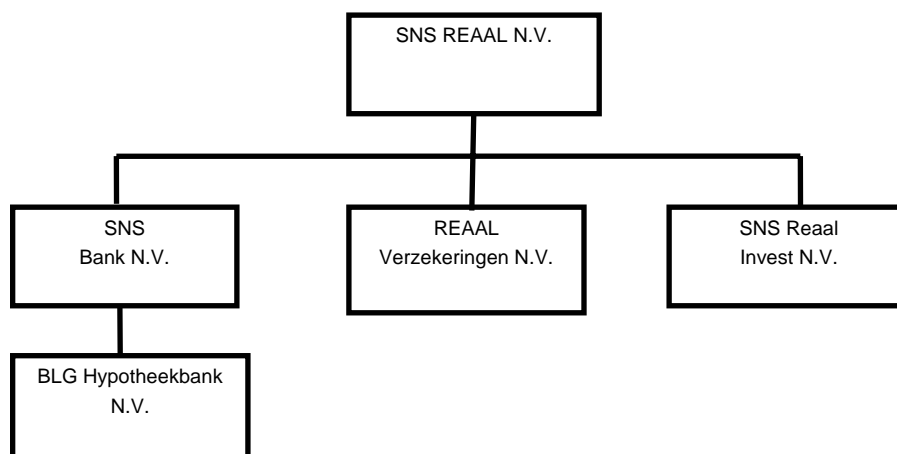 SNS REAAL N.V.
SNS
Bank N.V.
REAAL
Verzekeringen N.V.
SNS Reaal
Invest N.V.
BLG Hypotheekbank
N.V.